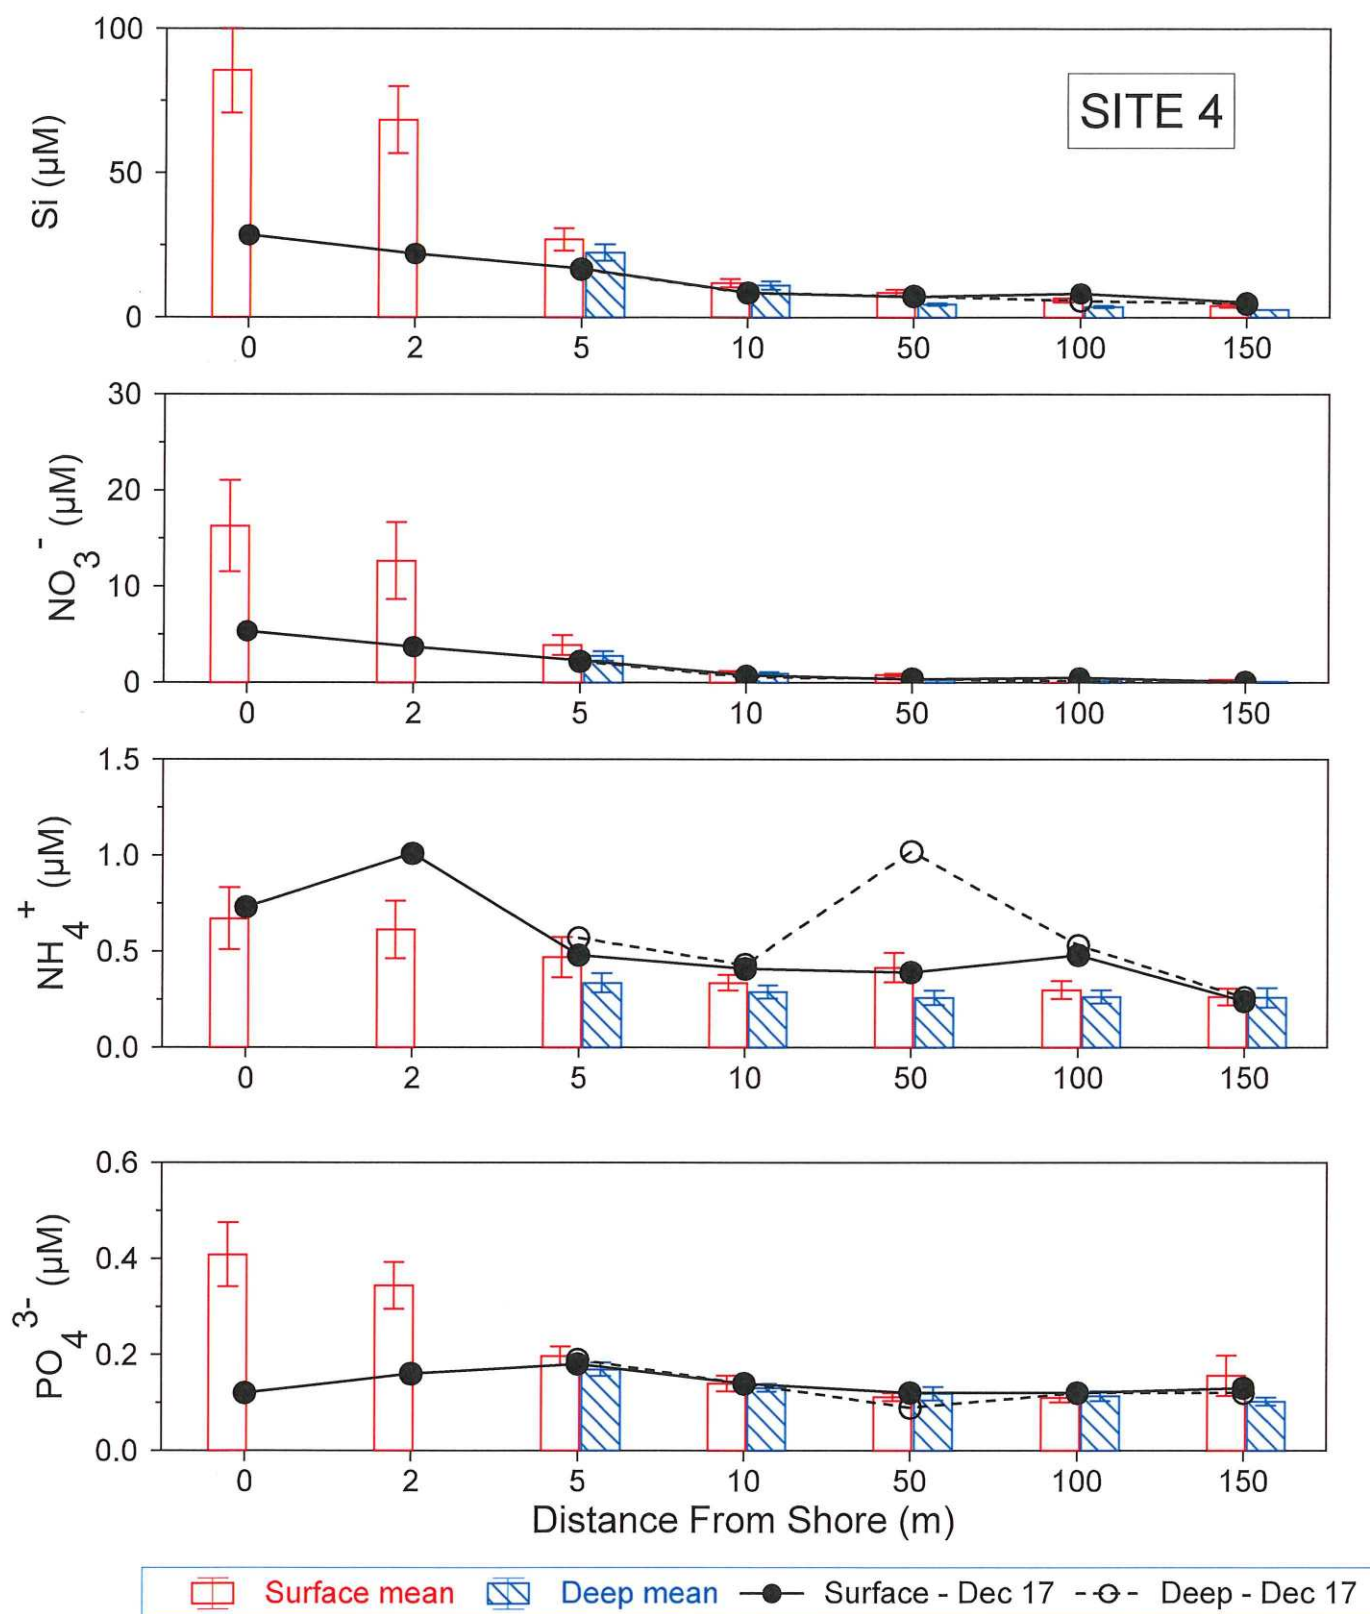 SITE 4
Si (µM)
100
50
0
0 2 5 10 50 100 150
NO3- (µM)
30
20
10
0
0 2 5 10 50 100 150
NH4+ (µM)
1.5
1.0
0.5
0.0
0 2 5 10 50 100 150
PO43- (µM)
0.6
0.4
0.2
0.0
0 2 5 10 50 100 150
Distance From Shore (m)
Surface mean Deep mean Surface - Dec 17 Deep - Dec 17